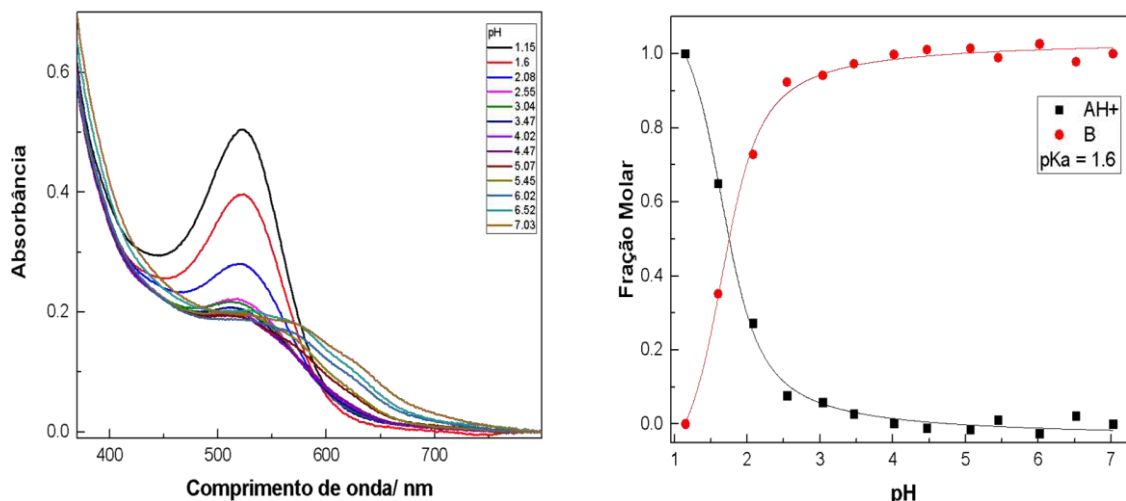 pH
1.15
1.6
2.08
2.55
3.04
3.47
4.02
4.47
5.07
5.45
6.02
6.52
7.03
Absorbância
0.6
0.4
0.2
0.0
400 500 600 700
Comprimento de onda/ nm
Fração Molar
1.0
0.8
0.6
0.4
0.2
0.0
AH+
B
pKa = 1.6
1 2 3 4 5 6 7
pH